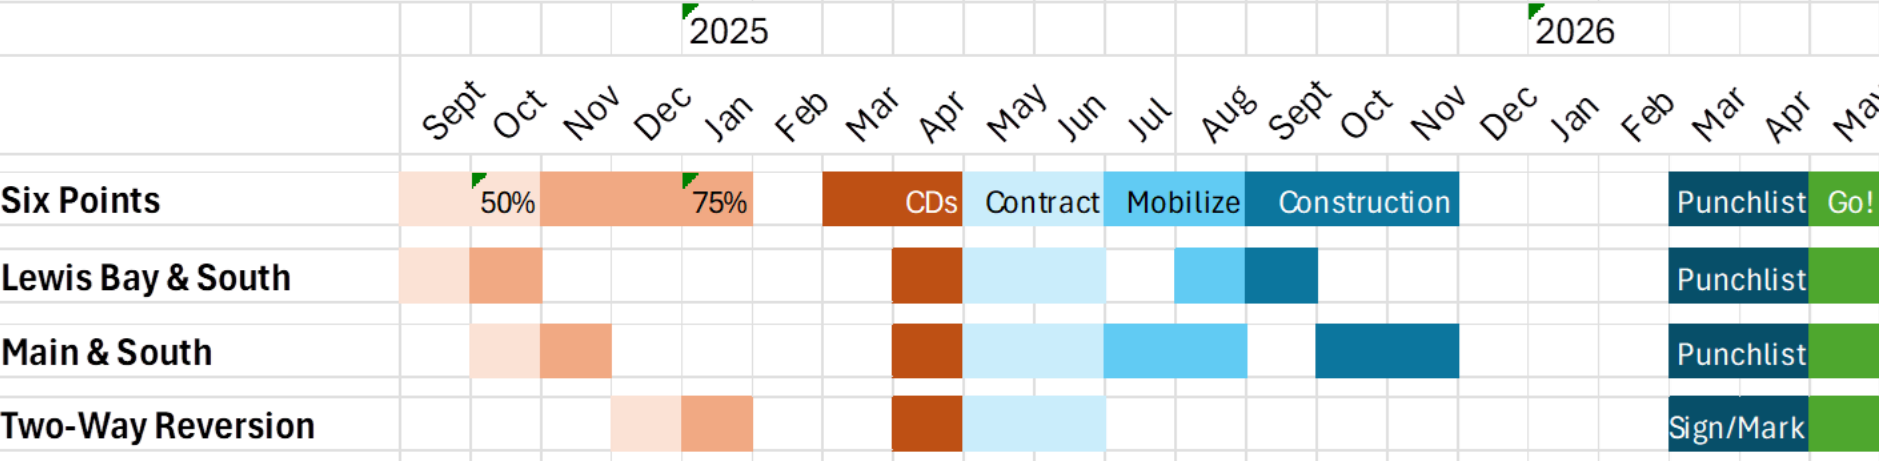 2025 2026
Sept Oct Nov Dec Jan Feb Mar Apr May Jun Jul Aug Sept Oct Nov Dec Jan Feb Mar Apr May
Six Points 50% 75% CDs Contract Mobilize Construction Punchlist Go!
Lewis Bay & South Punchlist
Main & South Punchlist
Two-Way Reversion Sign/Mark